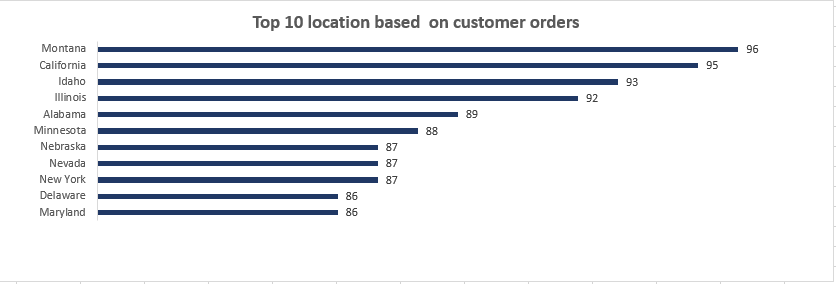 Top 10 location based  on customer orders
Montana 96
California 95
Idaho 93
Illinois 92
Alabama 89
Minnesota 88
Nebraska 87
Nevada 87
New York 87
Delaware 86
Maryland 86